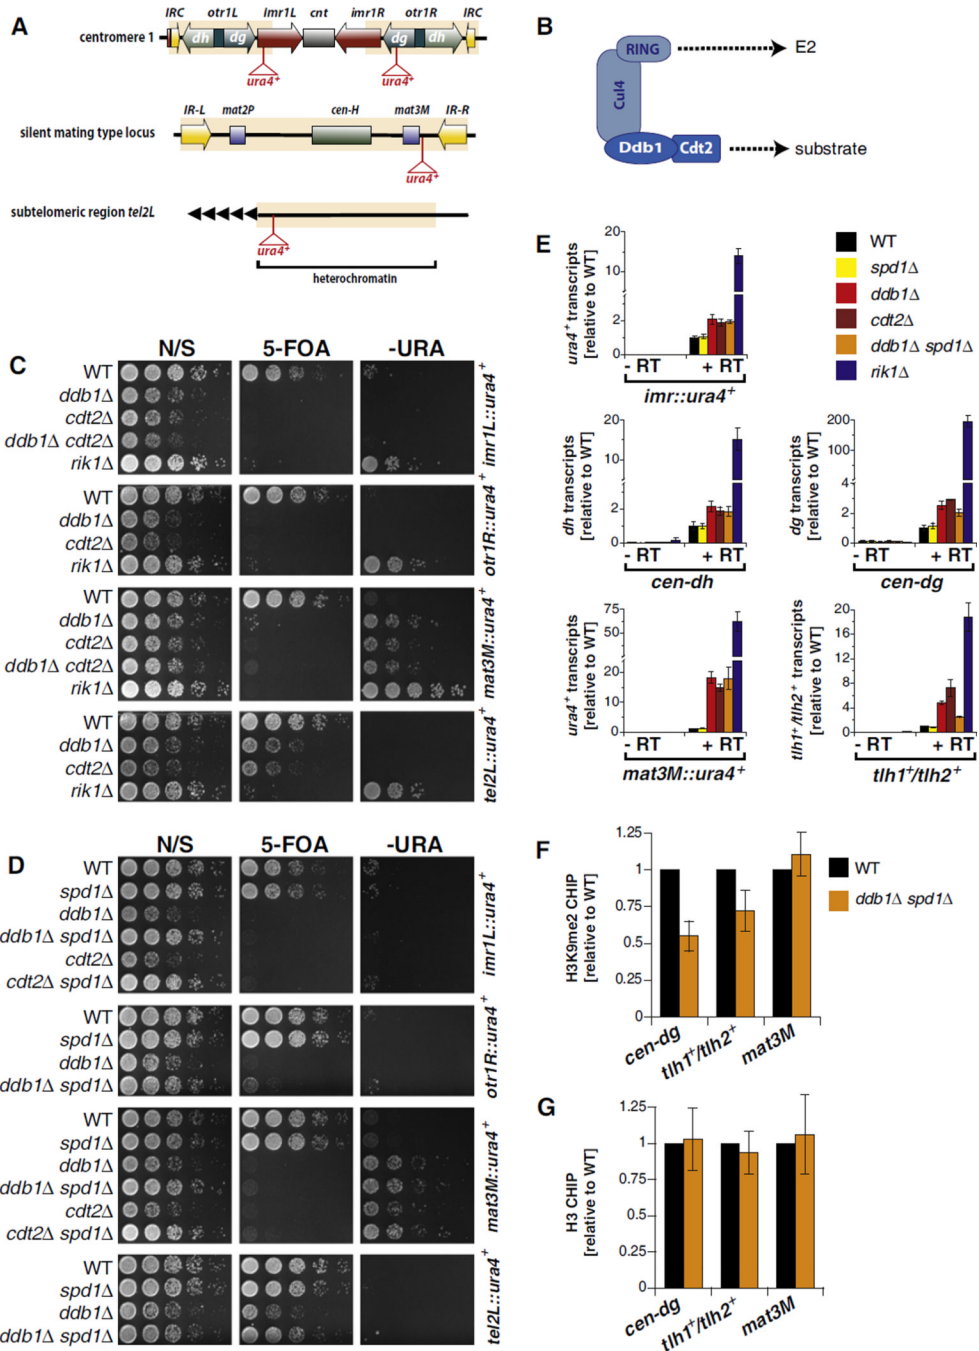 A
IRC otr1L imr1L cnt imr1R otr1R IRC
centromere 1
dh dg dg dh
ura4+ ura4+
IR-L mat2P cen-H mat3M IR-R
silent mating type locus
ura4+
subtelomeric region tel2L
ura4+
heterochromatin
B
RING E2
Cul4
Ddb1 Cdt2 substrate
C
N/S 5-FOA -URA
WT
ddb1Δ
cdt2Δ
ddb1Δ cdt2Δ
rik1Δ
imr1L::ura4+
WT
ddb1Δ
cdt2Δ
rik1Δ
otr1R::ura4+
WT
ddb1Δ
cdt2Δ
ddb1Δ cdt2Δ
rik1Δ
mat3M::ura4+
WT
ddb1Δ
cdt2Δ
rik1Δ
tel2L::ura4+
D
N/S 5-FOA -URA
WT
spd1Δ
ddb1Δ
ddb1Δ spd1Δ
cdt2Δ
cdt2Δ spd1Δ
imr1L::ura4+
WT
spd1Δ
ddb1Δ
ddb1Δ spd1Δ
otr1R::ura4+
WT
spd1Δ
ddb1Δ
ddb1Δ spd1Δ
cdt2Δ
cdt2Δ spd1Δ
mat3M::ura4+
WT
spd1Δ
ddb1Δ
ddb1Δ spd1Δ
tel2L::ura4+
E
ura4+ transcripts
[relative to WT]
20
10
2
0
- RT + RT
imr::ura4+
WT
spd1Δ
ddb1Δ
cdt2Δ
ddb1Δ spd1Δ
rik1Δ
dh transcripts
[relative to WT]
20
10
2
0
- RT + RT
cen-dh
dg transcripts
[relative to WT]
200
100
4
2
0
- RT + RT
cen-dg
ura4+ transcripts
[relative to WT]
75
50
20
10
0
- RT + RT
mat3M::ura4+
tlh1+/tlh2+ transcripts
[relative to WT]
20
16
12
8
4
0
- RT + RT
tlh1+/tlh2+
F
H3K9me2 CHIP
[relative to WT]
1.25
1
0.75
0.5
0.25
0
cen-dg tlh1+/tlh2+ mat3M
WT
ddb1Δ spd1Δ
G
H3 CHIP
[relative to WT]
1.25
1
0.75
0.5
0.25
0
cen-dg tlh1+/tlh2+ mat3M